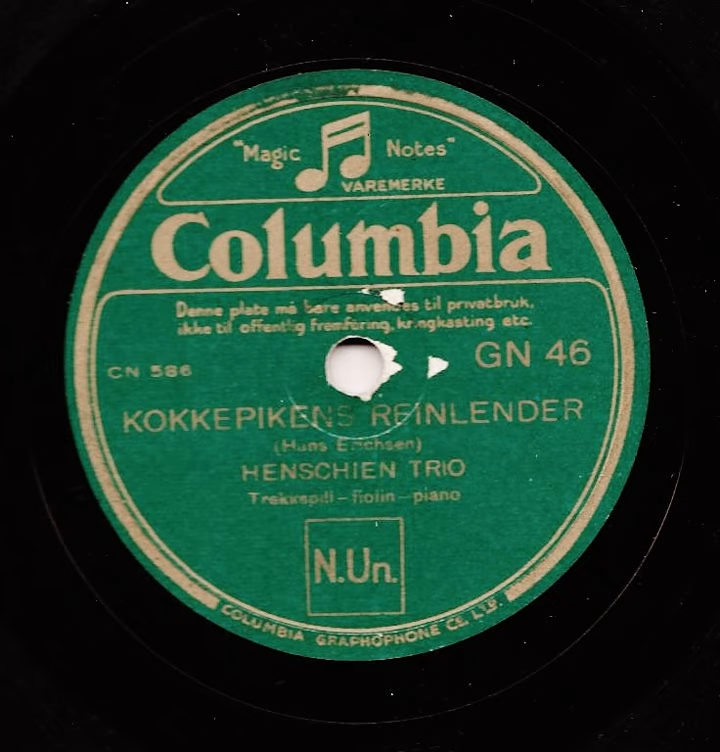 "Magic Notes"
VAREMERKE
Columbia
Denne plate må bare anvendes til privatbruk,
ikke til offentlig fremføring, kringkasting etc.
CN 586
GN 46
KOKKEPIKENS REINLENDER
(Hans Erichsen)
HENSCHIEN TRIO
Trekkspill – fiolin – piano
N.Un.
COLUMBIA GRAPHOPHONE CO. LTD.